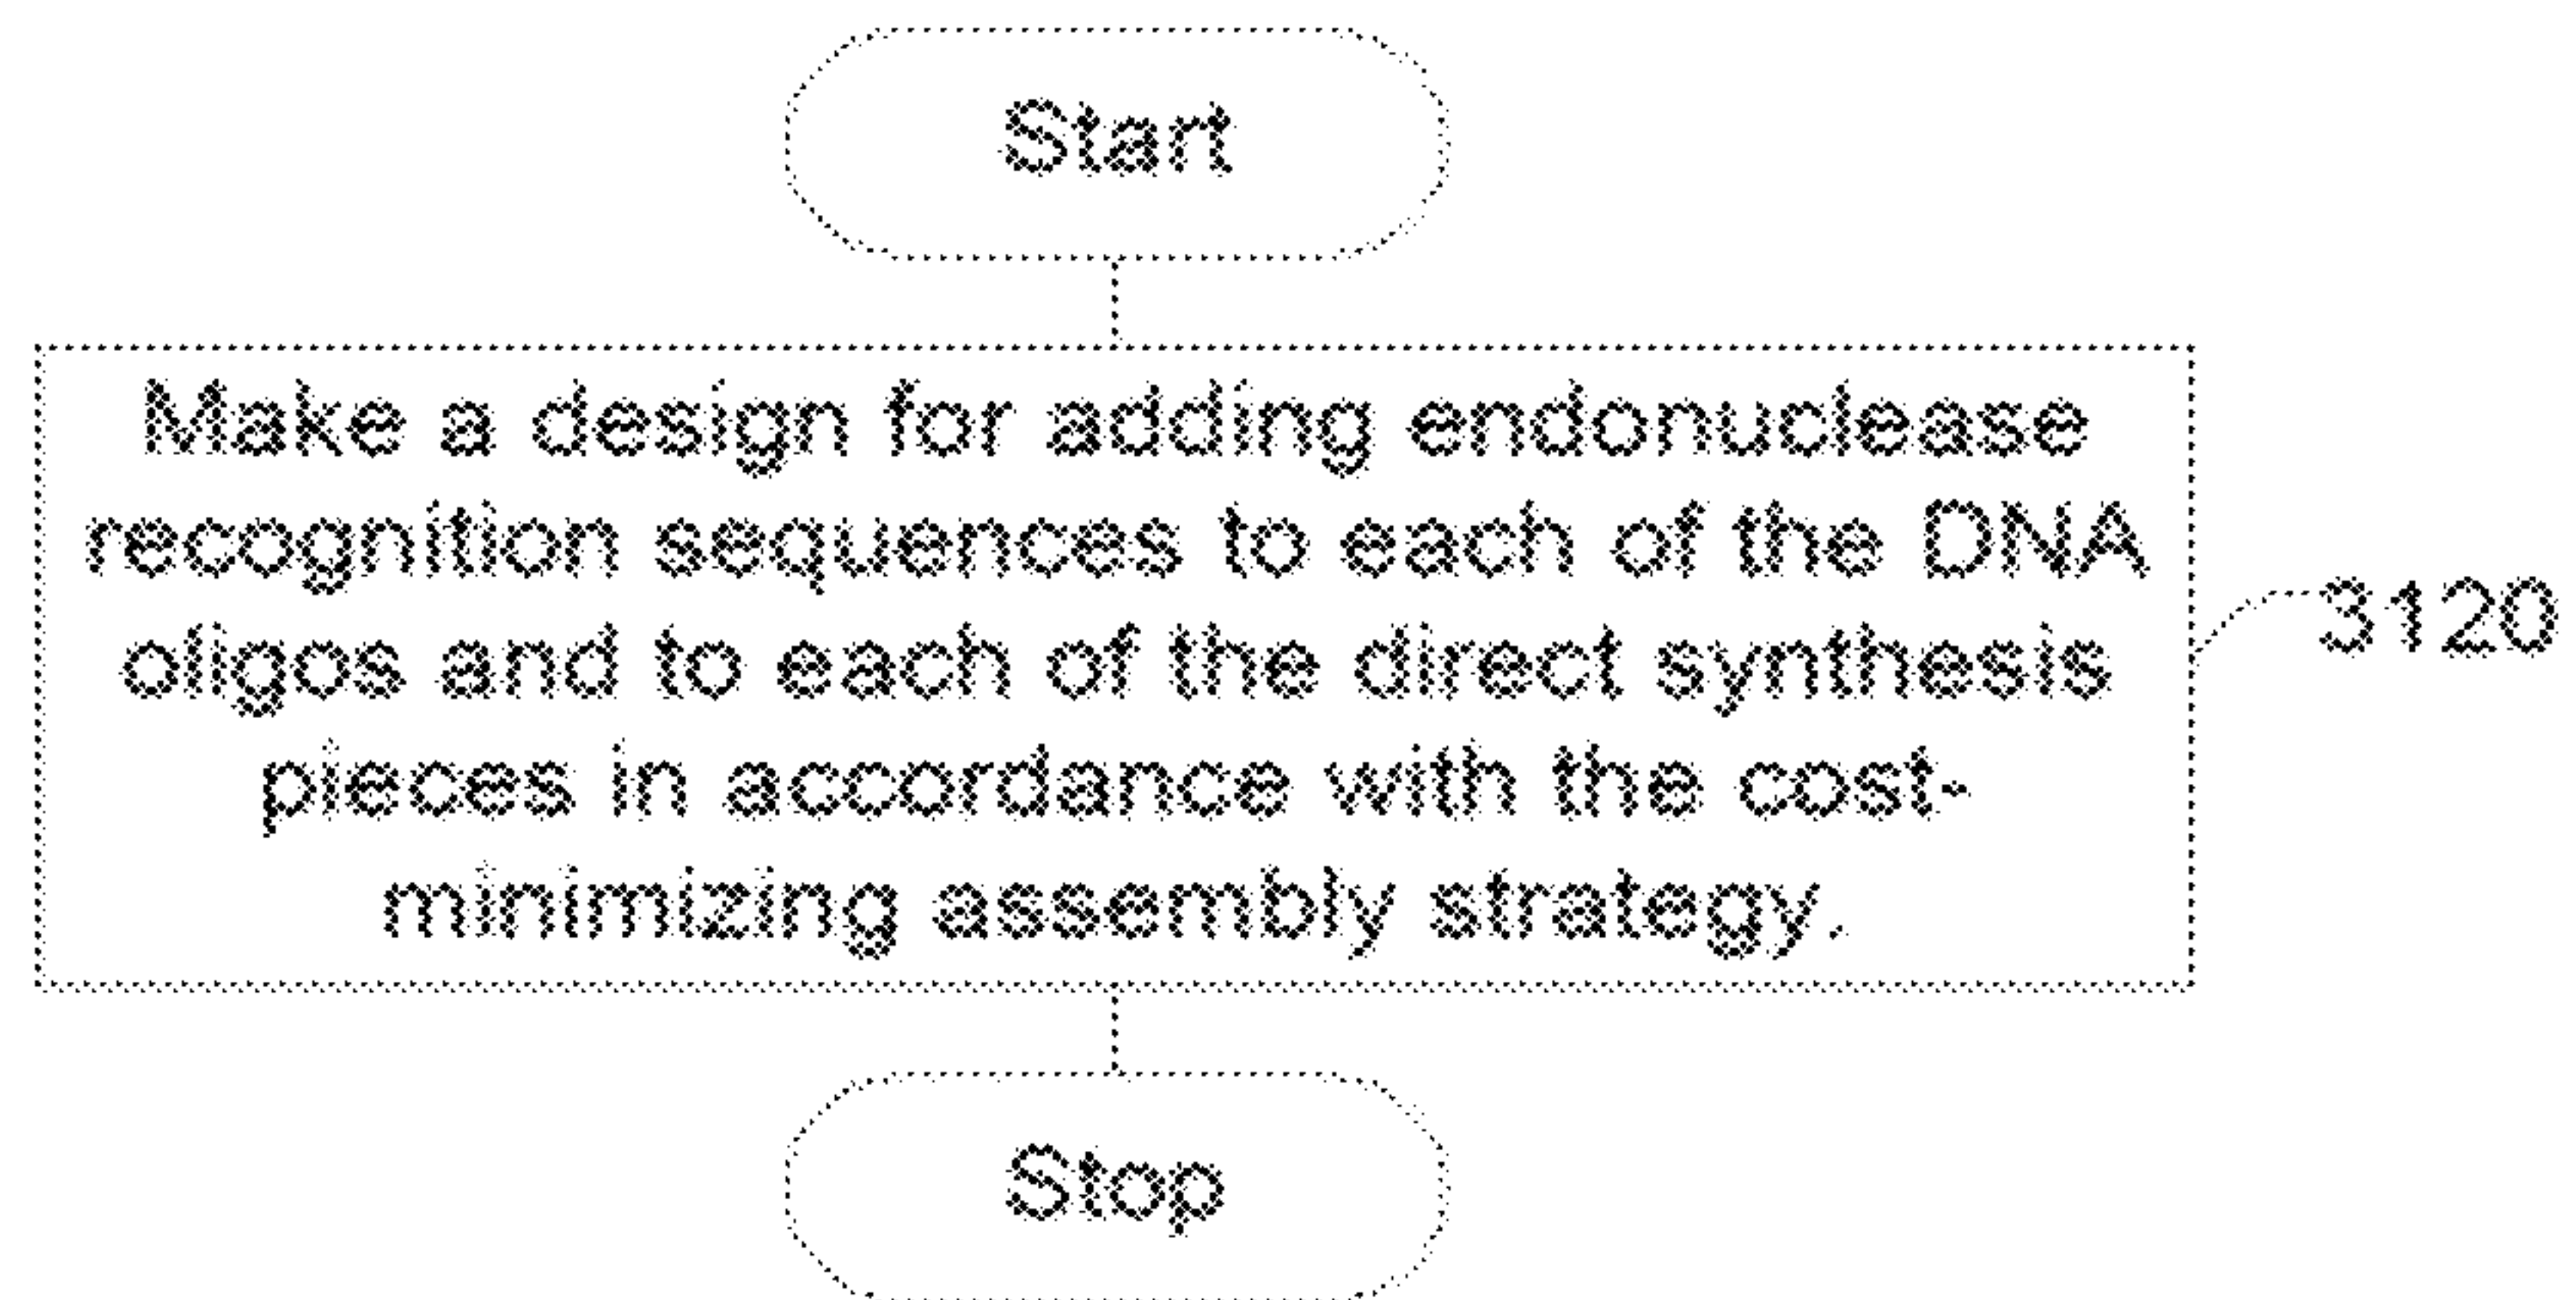 Start
Make a design for adding endonuclease
recognition sequences to each of the DNA
oligos and to each of the direct synthesis
pieces in accordance with the cost-
minimizing assembly strategy.
3120
Stop